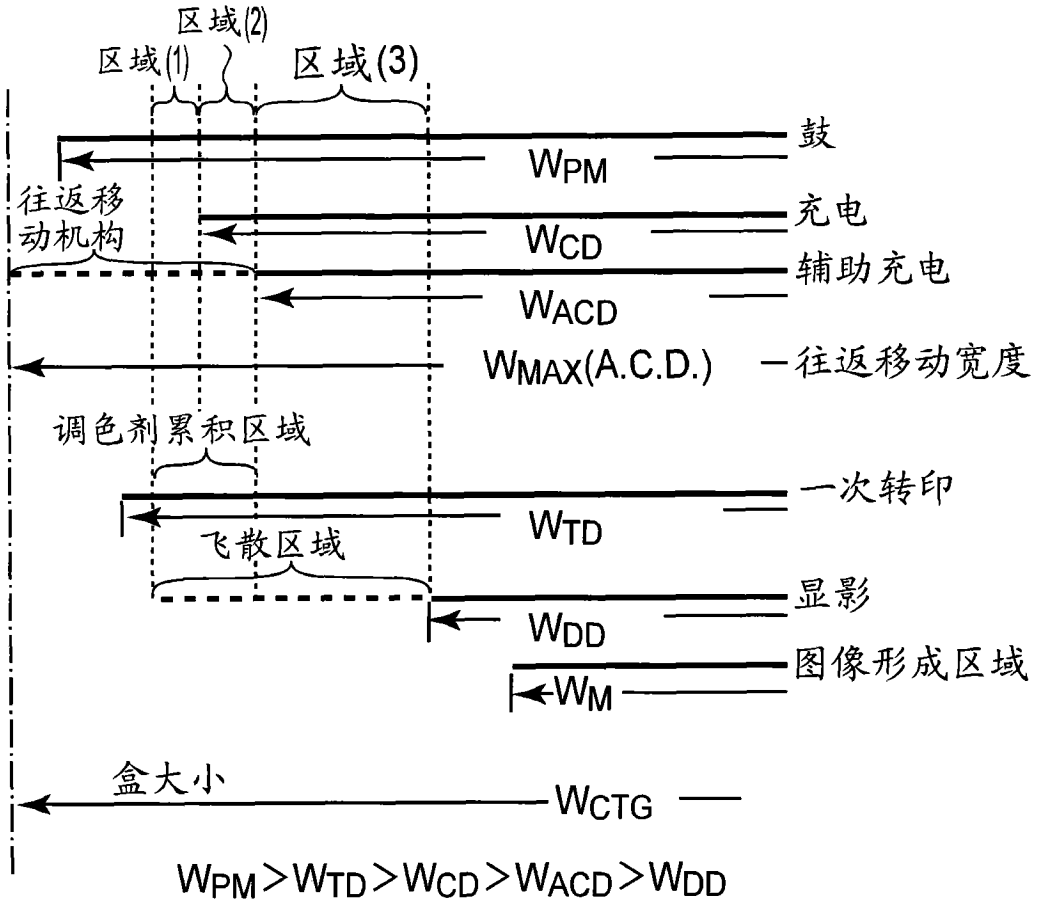 区域(2)
区域(1)
区域(3)
鼓
WPM
往返移
动机构
充电
WCD
辅助充电
WACD
WMAX(A.C.D.)
往返移动宽度
调色剂累积区域
一次转印
WTD
飞散区域
显影
WDD
图像形成区域
WM
盒大小
WCTG
WPM>WTD>WCD>WACD>WDD